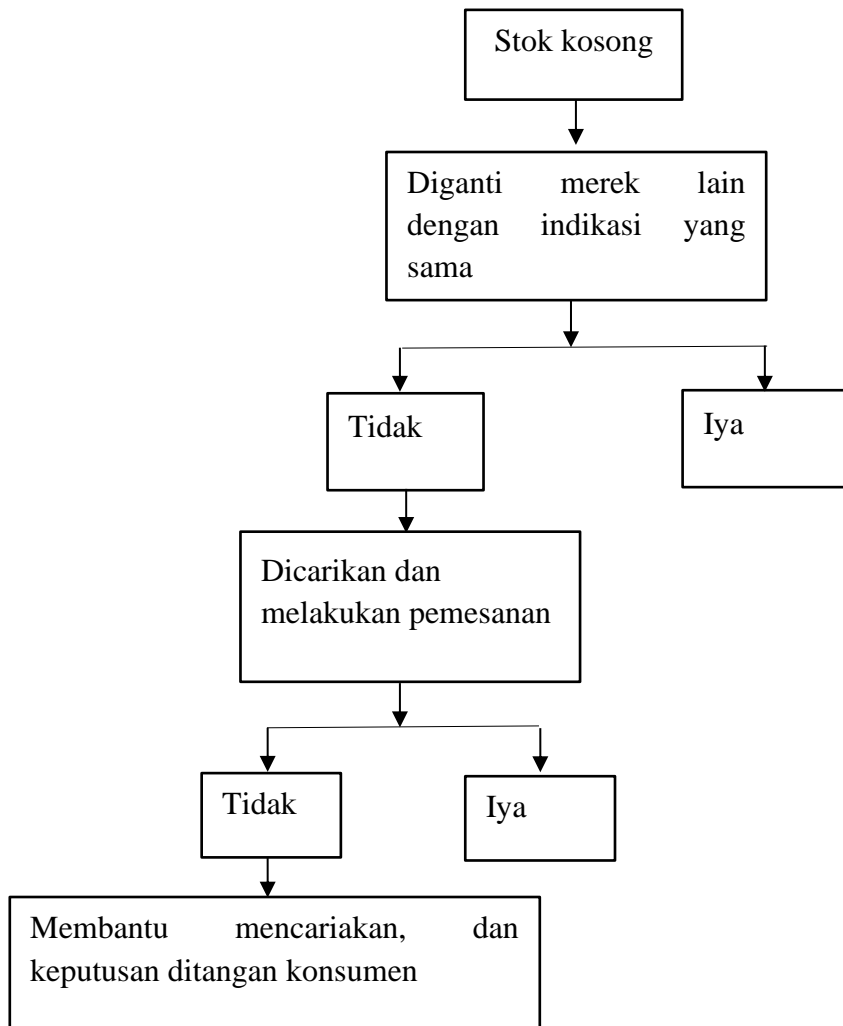 Stok kosong
Diganti merek lain
dengan indikasi yang
sama
Tidak
Iya
Dicarikan dan
melakukan pemesanan
Tidak
Iya
Membantu mencariakan, dan
keputusan ditangan konsumen